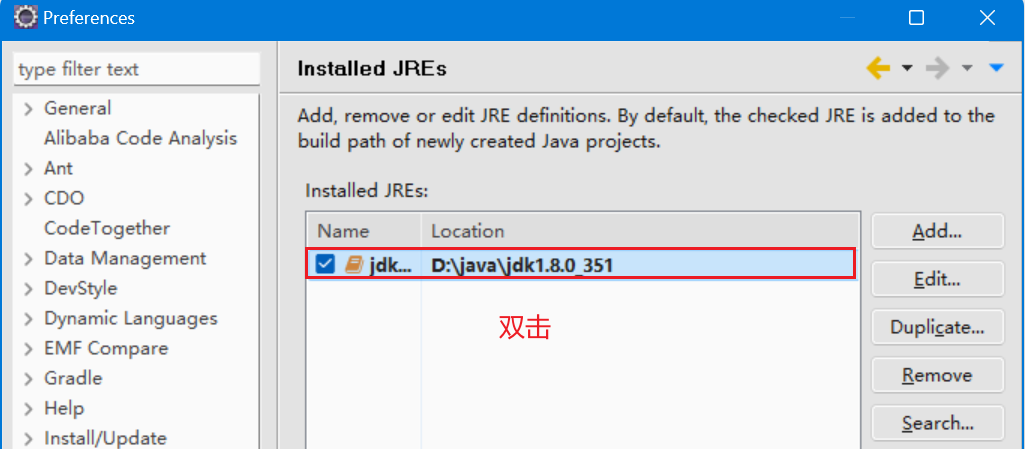 Preferences
type filter text
General
Alibaba Code Analysis
Ant
CDO
CodeTogether
Data Management
DevStyle
Dynamic Languages
EMF Compare
Gradle
Help
Install/Update
Installed JREs
Add, remove or edit JRE definitions. By default, the checked JRE is added to the
build path of newly created Java projects.
Installed JREs:
Name Location
jdk... D:\java\jdk1.8.0_351
双击
Add...
Edit...
Duplicate...
Remove
Search...